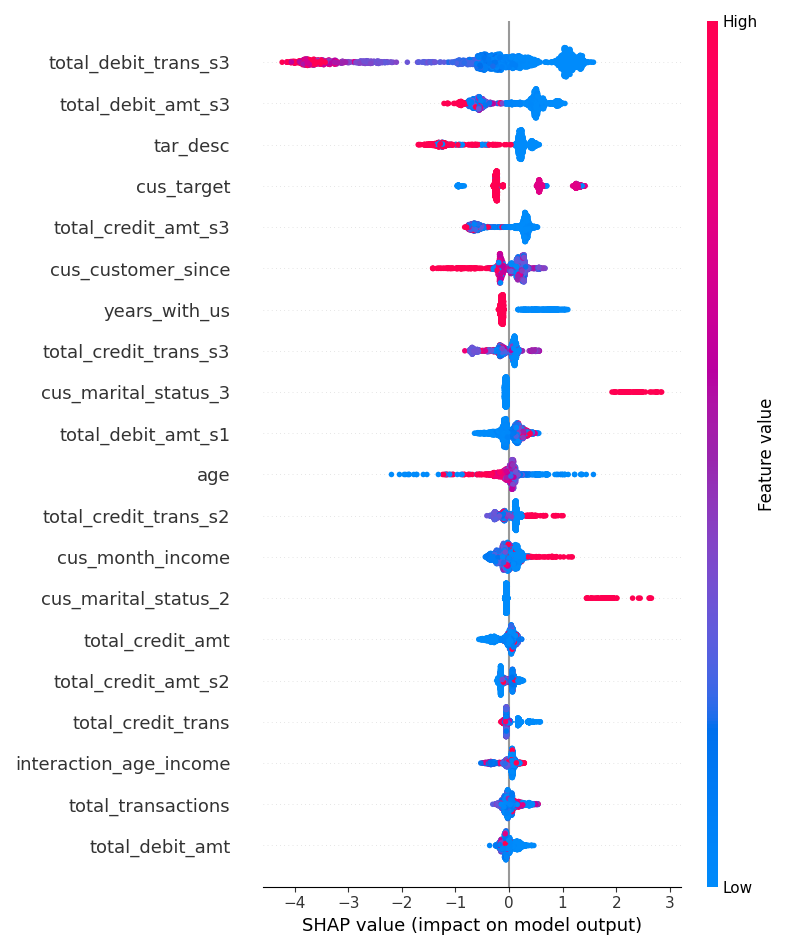 High
total_debit_trans_s3
total_debit_amt_s3
tar_desc
cus_target
total_credit_amt_s3
cus_customer_since
years_with_us
total_credit_trans_s3
cus_marital_status_3
total_debit_amt_s1
age
total_credit_trans_s2
cus_month_income
cus_marital_status_2
total_credit_amt
total_credit_amt_s2
total_credit_trans
interaction_age_income
total_transactions
total_debit_amt
Feature value
Low
−4 −3 −2 −1 0 1 2 3
SHAP value (impact on model output)